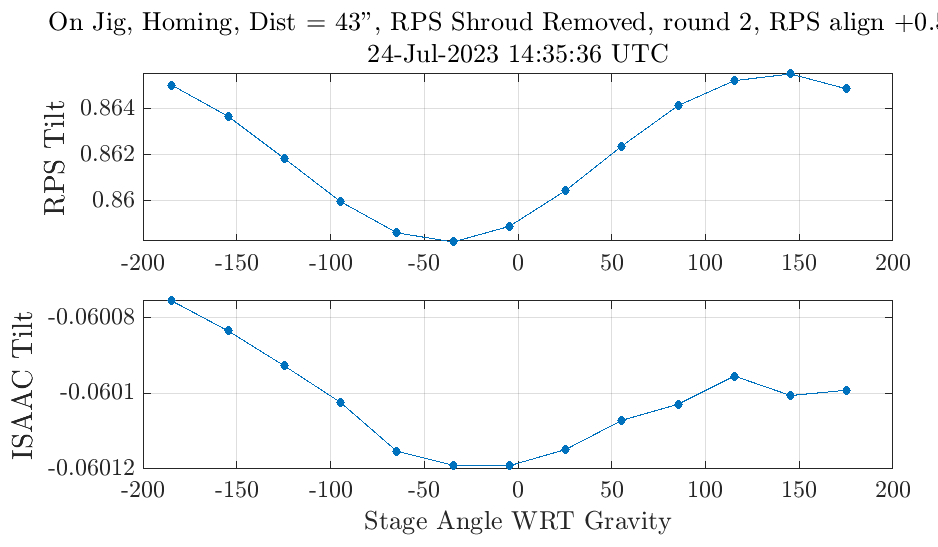 On Jig, Homing, Dist = 43", RPS Shroud Removed, round 2, RPS align +0.5
24-Jul-2023 14:35:36 UTC
RPS Tilt
0.864
0.862
0.86
-200 -150 -100 -50 0 50 100 150 200
ISAAC Tilt
-0.06008
-0.0601
-0.06012
-200 -150 -100 -50 0 50 100 150 200
Stage Angle WRT Gravity